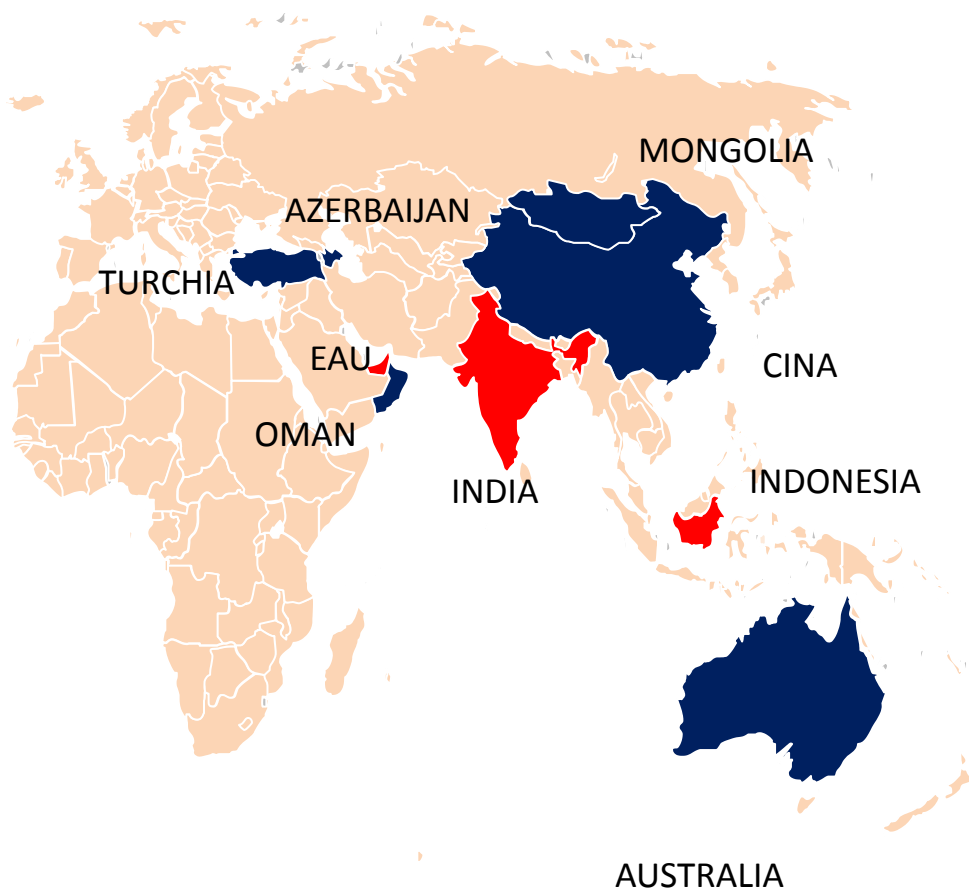 MONGOLIA
AZERBAIJAN
TURCHIA
EAU
CINA
OMAN
INDONESIA
INDIA
AUSTRALIA